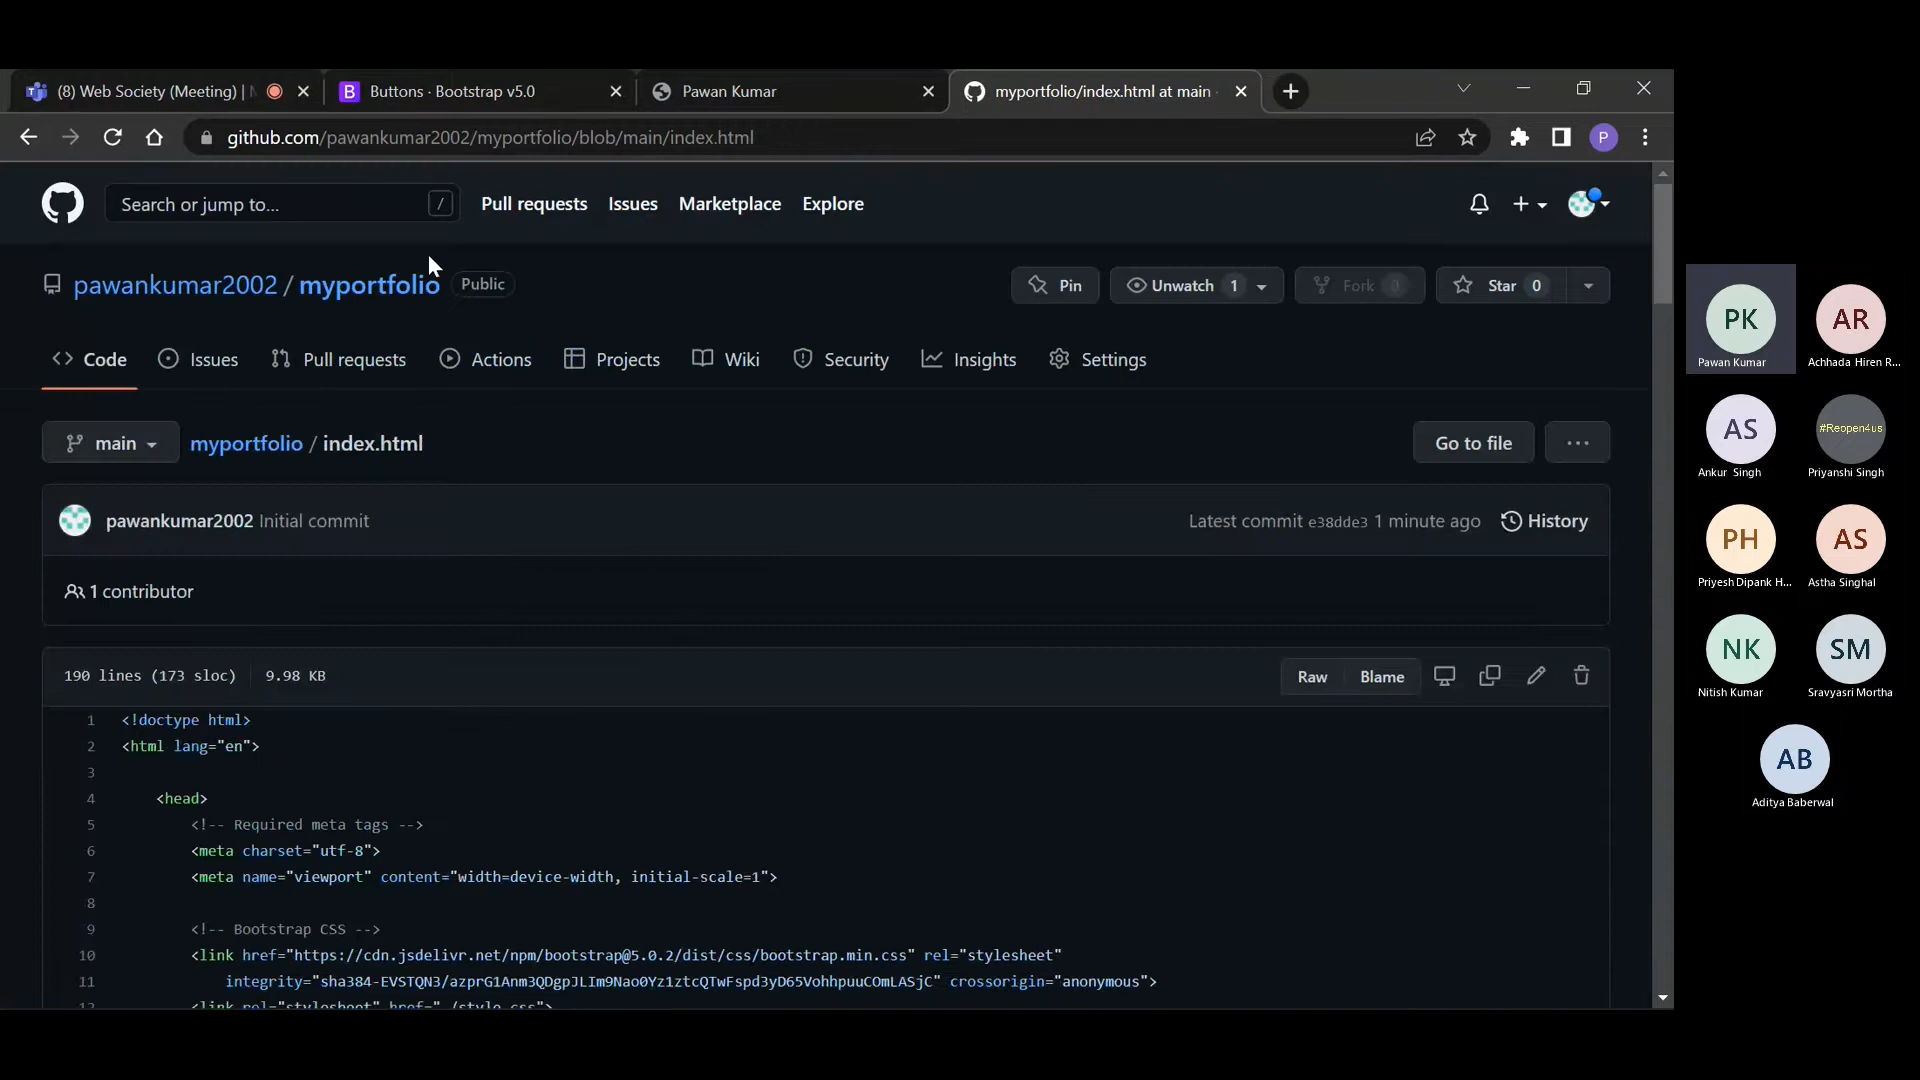 (8) Web Society (Meeting) |
Buttons · Bootstrap v5.0
Pawan Kumar
myportfolio/index.html at main
github.com/pawankumar2002/myportfolio/blob/main/index.html
P
Search or jump to...
/
Pull requests
Issues
Marketplace
Explore
pawankumar2002 / myportfolio
Public
Pin
Unwatch 1
Fork 0
Star 0
Code
Issues
Pull requests
Actions
Projects
Wiki
Security
Insights
Settings
main
myportfolio / index.html
Go to file
pawankumar2002 Initial commit
Latest commit e38dde3 1 minute ago
History
1 contributor
190 lines (173 sloc)
9.98 KB
Raw
Blame
1 <!doctype html>
2 <html lang="en">
3
4 <head>
5 <!-- Required meta tags -->
6 <meta charset="utf-8">
7 <meta name="viewport" content="width=device-width, initial-scale=1">
8
9 <!-- Bootstrap CSS -->
10 <link href="https://cdn.jsdelivr.net/npm/bootstrap@5.0.2/dist/css/bootstrap.min.css" rel="stylesheet"
11 integrity="sha384-EVSTQN3/azprG1Anm3QDgpJLIm9Nao0Yz1ztcQTwFspd3yD65VohhpuuCOmLASjC" crossorigin="anonymous">
12 <link rel="stylesheet" href="./style.css">
PK
Pawan Kumar
AR
Achhada Hiren R...
AS
Ankur Singh
#Reopen4us
Priyanshi Singh
PH
Priyesh Dipank H...
AS
Astha Singhal
NK
Nitish Kumar
SM
Sravyasri Mortha
AB
Aditya Baberwal